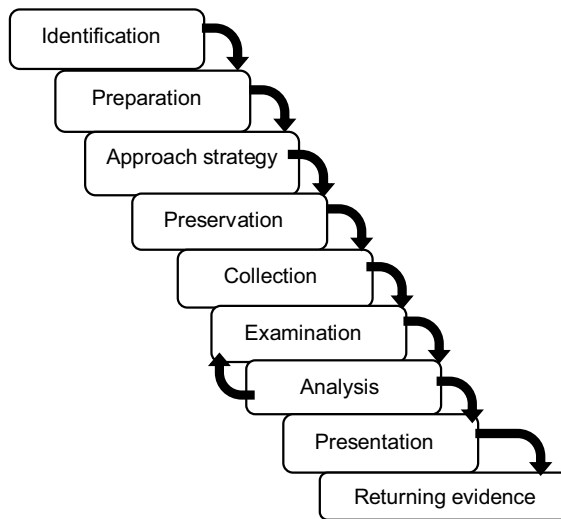 Identification
Preparation
Approach strategy
Preservation
Collection
Examination
Analysis
Presentation
Returning evidence